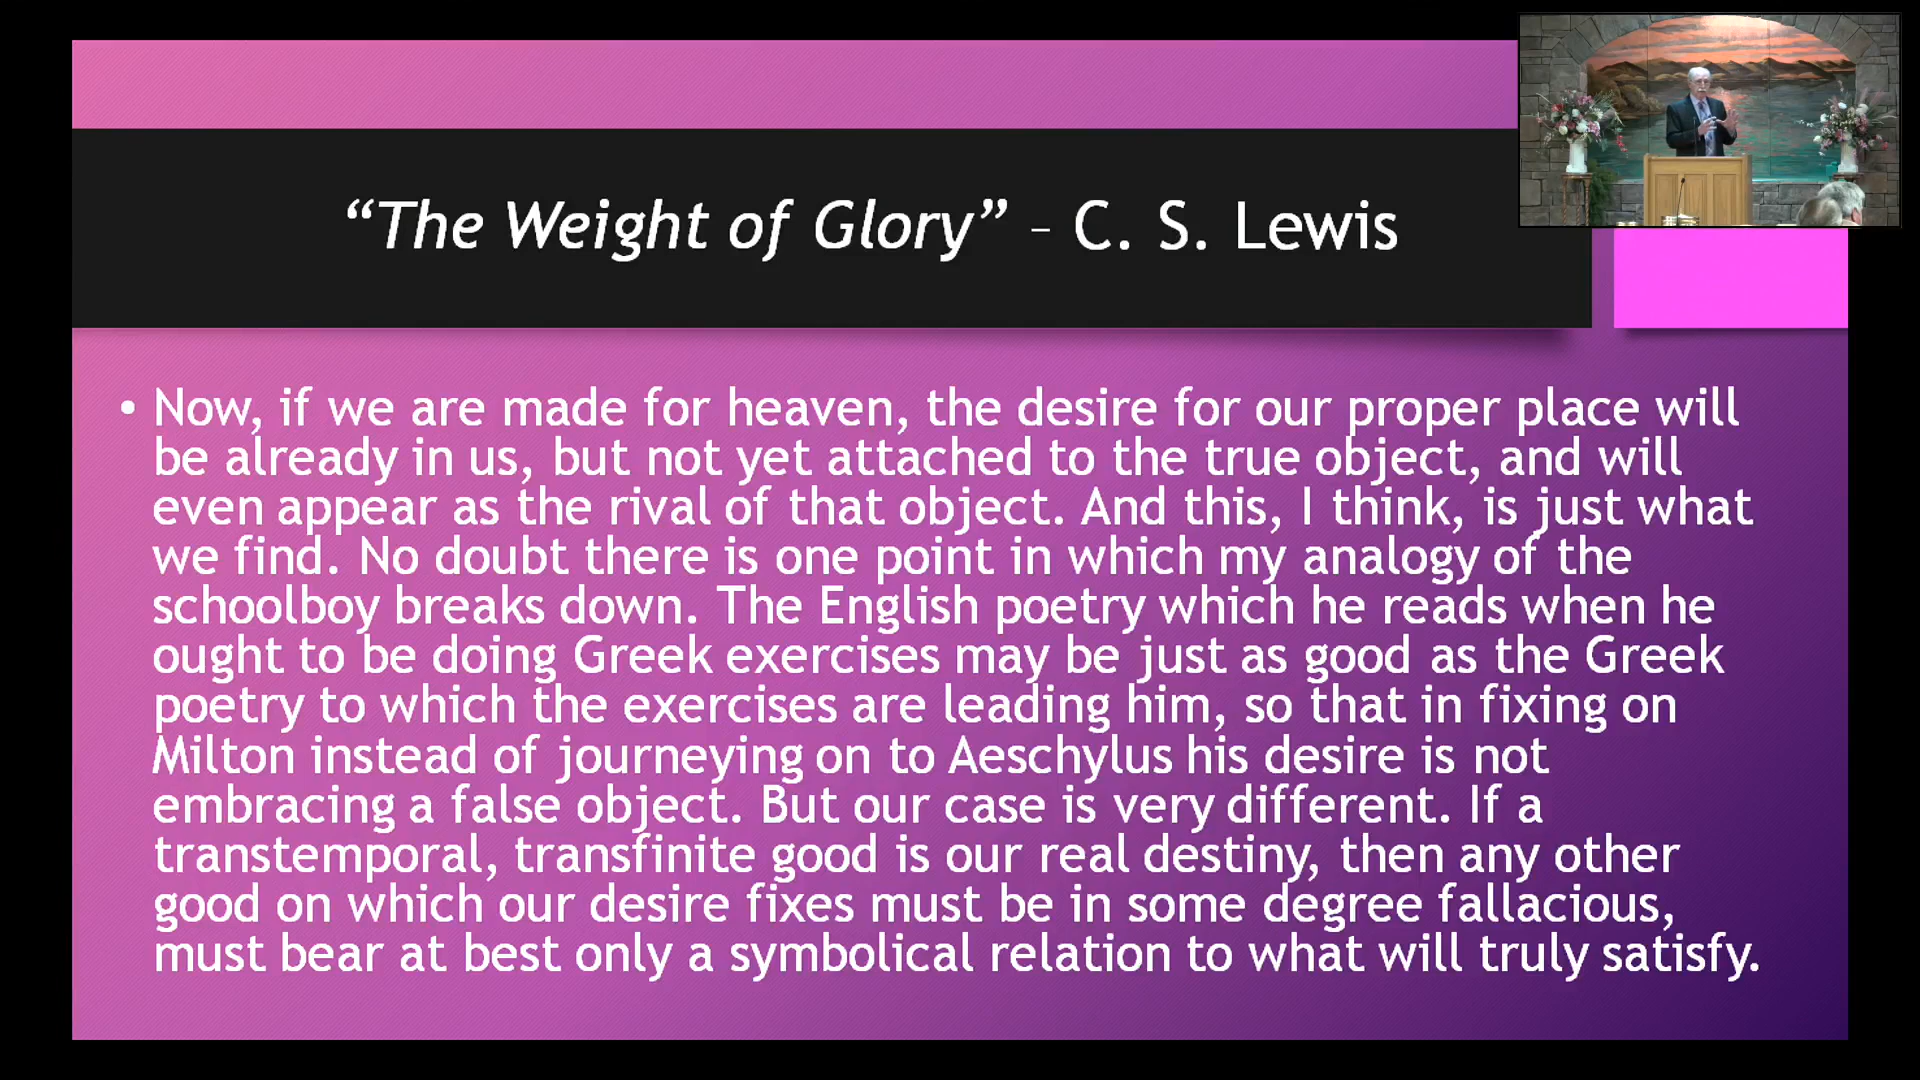 “The Weight of Glory” – C. S. Lewis
• Now, if we are made for heaven, the desire for our proper place will
be already in us, but not yet attached to the true object, and will
even appear as the rival of that object. And this, I think, is just what
we find. No doubt there is one point in which my analogy of the
schoolboy breaks down. The English poetry which he reads when he
ought to be doing Greek exercises may be just as good as the Greek
poetry to which the exercises are leading him, so that in fixing on
Milton instead of journeying on to Aeschylus his desire is not
embracing a false object. But our case is very different. If a
transtemporal, transfinite good is our real destiny, then any other
good on which our desire fixes must be in some degree fallacious,
must bear at best only a symbolical relation to what will truly satisfy.